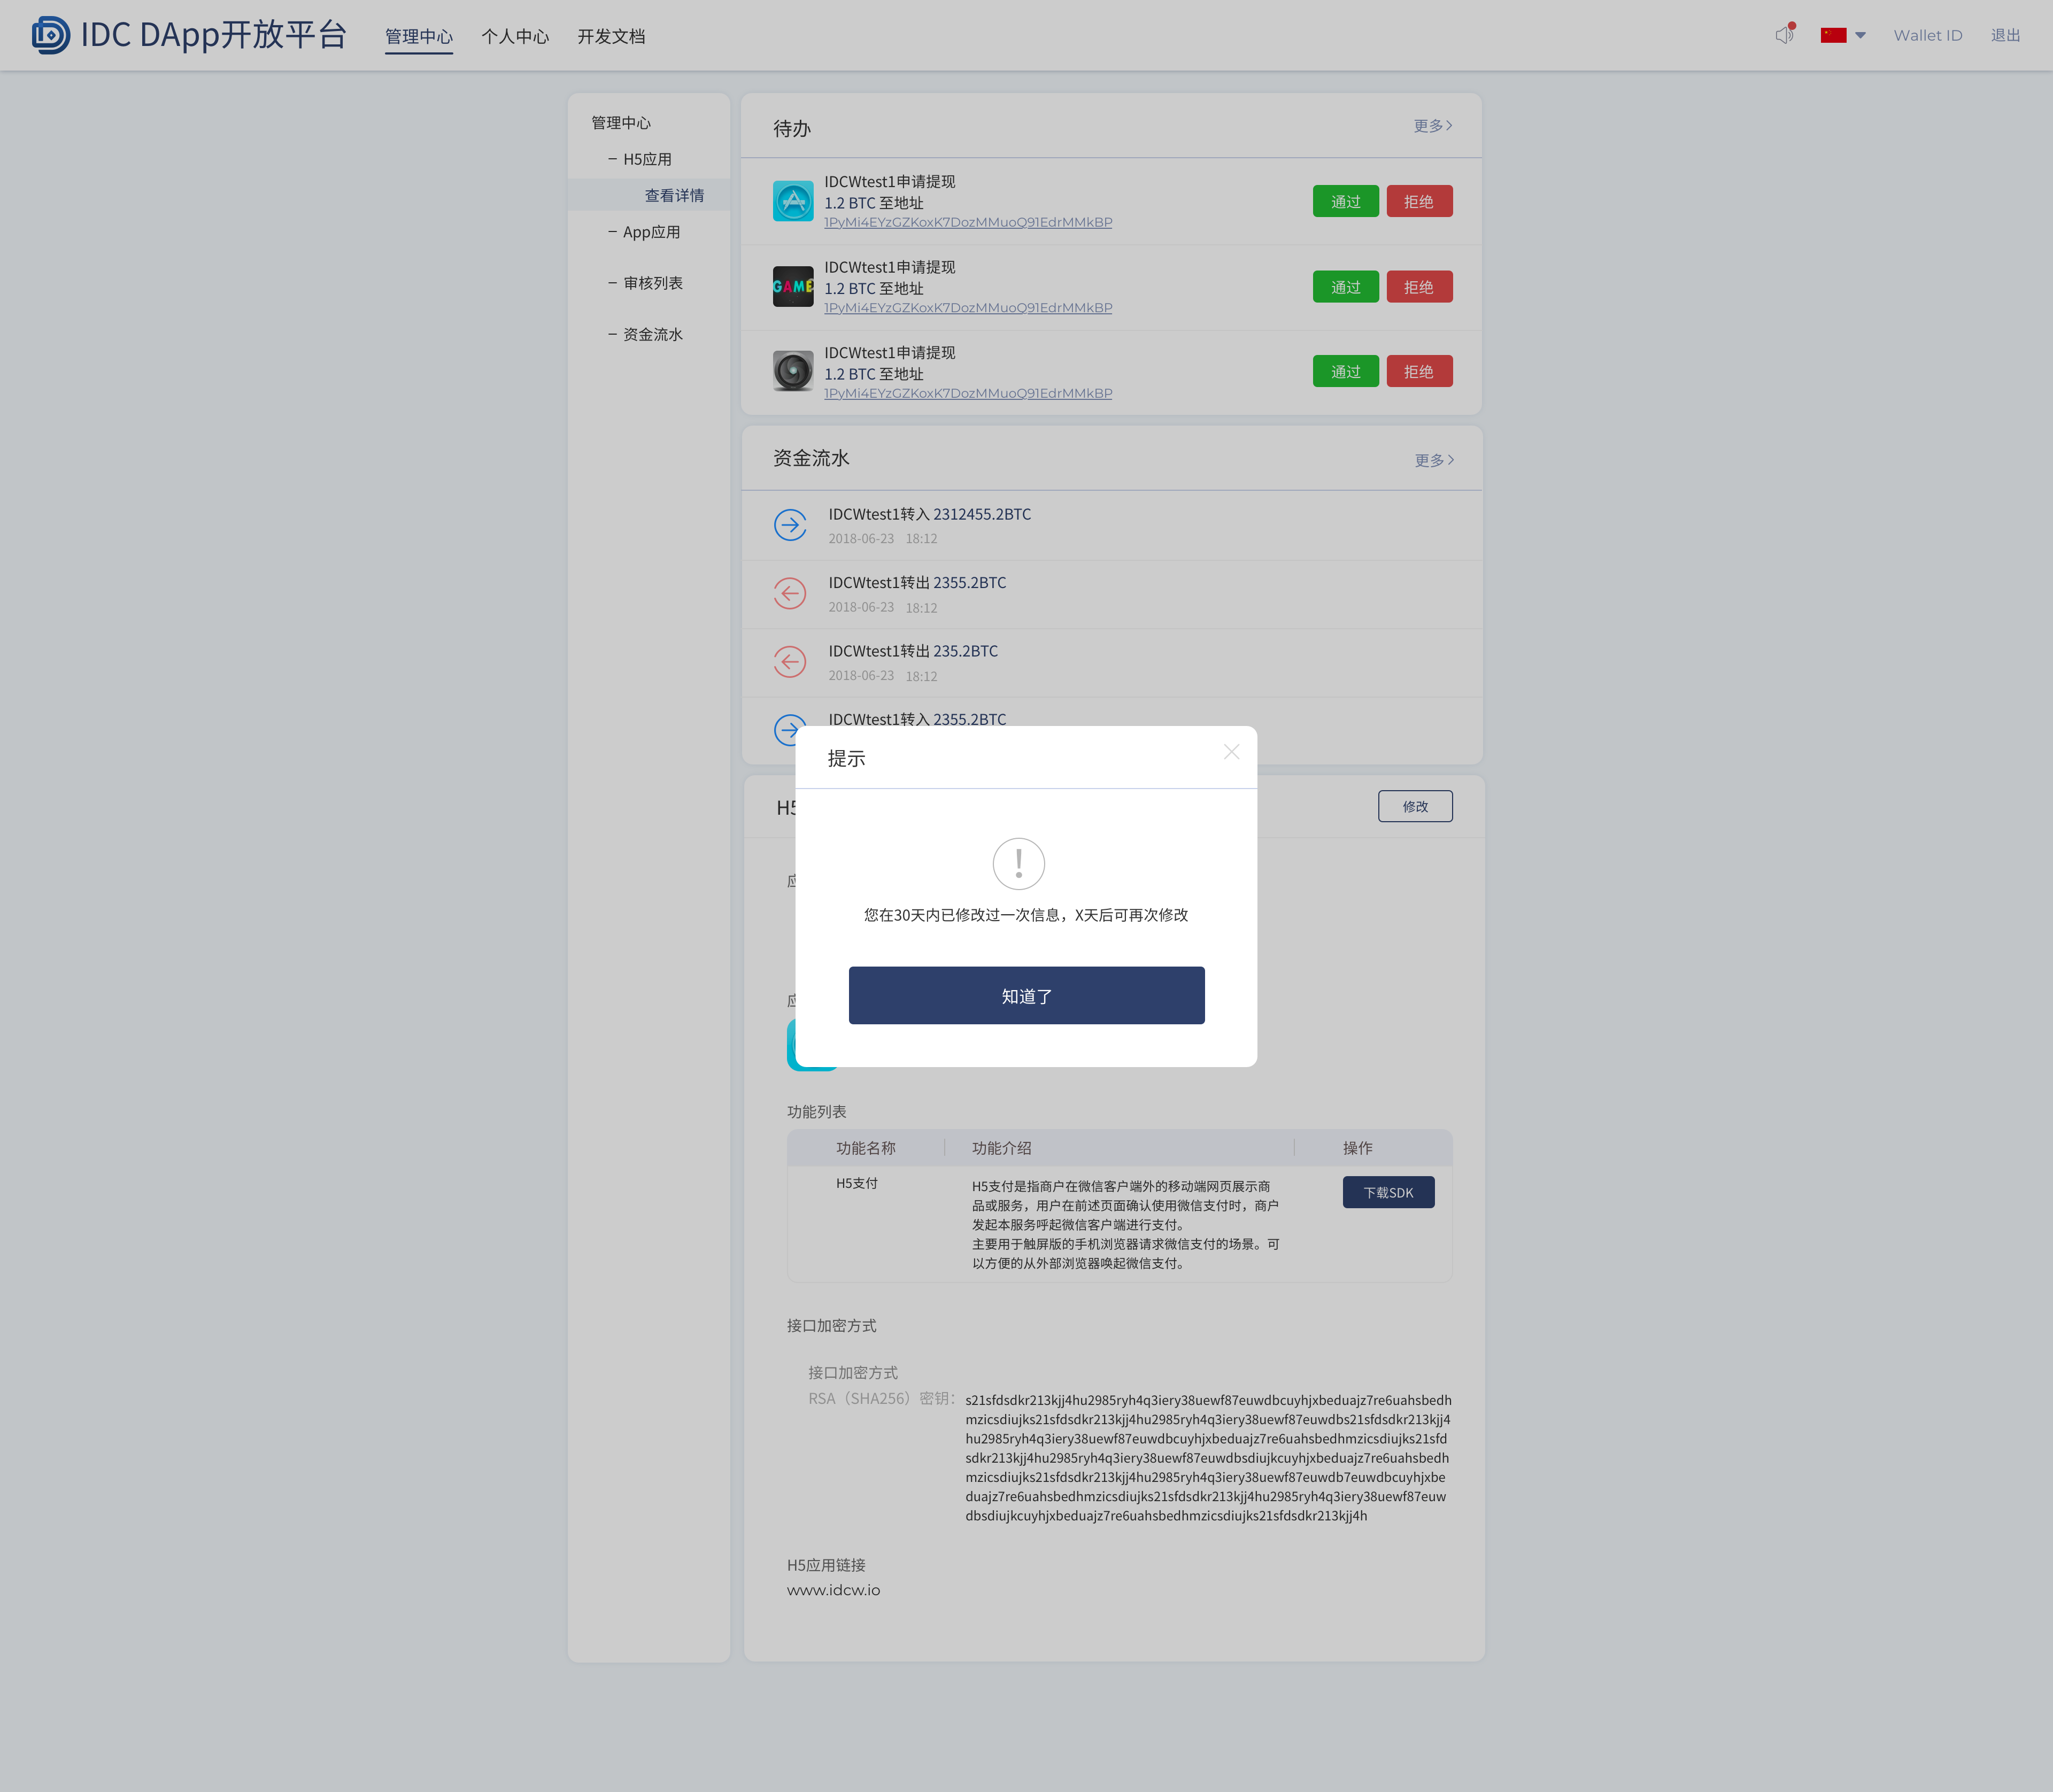 IDC DApp开放平台
管理中心
个人中心
开发文档
Wallet ID
退出
管理中心
H5应用
查看详情
App应用
审核列表
资金流水
待办
更多
IDCWtest1申请提现
1.2 BTC 至地址
1PyMi4EYzGZKoxK7DozMMuoQ91EdrMMkBP
通过
拒绝
GAME
IDCWtest1申请提现
1.2 BTC 至地址
1PyMi4EYzGZKoxK7DozMMuoQ91EdrMMkBP
通过
拒绝
IDCWtest1申请提现
1.2 BTC 至地址
1PyMi4EYzGZKoxK7DozMMuoQ91EdrMMkBP
通过
拒绝
资金流水
更多
IDCWtest1转入 2312455.2BTC
2018-06-23 18:12
IDCWtest1转出 2355.2BTC
2018-06-23 18:12
IDCWtest1转出 235.2BTC
2018-06-23 18:12
IDCWtest1转入 2355.2BTC
提示
H5
修改
您在30天内已修改过一次信息，X天后可再次修改
知道了
功能列表
功能名称
功能介绍
操作
H5支付
H5支付是指商户在微信客户端外的移动端网页展示商
品或服务，用户在前述页面确认使用微信支付时，商户
发起本服务呼起微信客户端进行支付。
主要用于触屏版的手机浏览器请求微信支付的场景。可
以方便的从外部浏览器唤起微信支付。
下载SDK
接口加密方式
接口加密方式
RSA（SHA256）密钥：
s21sfdsdkr213kjj4hu2985ryh4q3iery38uewf87euwdbcuyhjxbeduajz7re6uahsbedh
mzicsdiujks21sfdsdkr213kjj4hu2985ryh4q3iery38uewf87euwdbs21sfdsdkr213kjj4
hu2985ryh4q3iery38uewf87euwdbcuyhjxbeduajz7re6uahsbedhmzicsdiujks21sfd
sdkr213kjj4hu2985ryh4q3iery38uewf87euwdbsdiujkcuyhjxbeduajz7re6uahsbedh
mzicsdiujks21sfdsdkr213kjj4hu2985ryh4q3iery38uewf87euwdb7euwdbcuyhjxbe
duajz7re6uahsbedhmzicsdiujks21sfdsdkr213kjj4hu2985ryh4q3iery38uewf87euw
dbsdiujkcuyhjxbeduajz7re6uahsbedhmzicsdiujks21sfdsdkr213kjj4h
H5应用链接
www.idcw.io